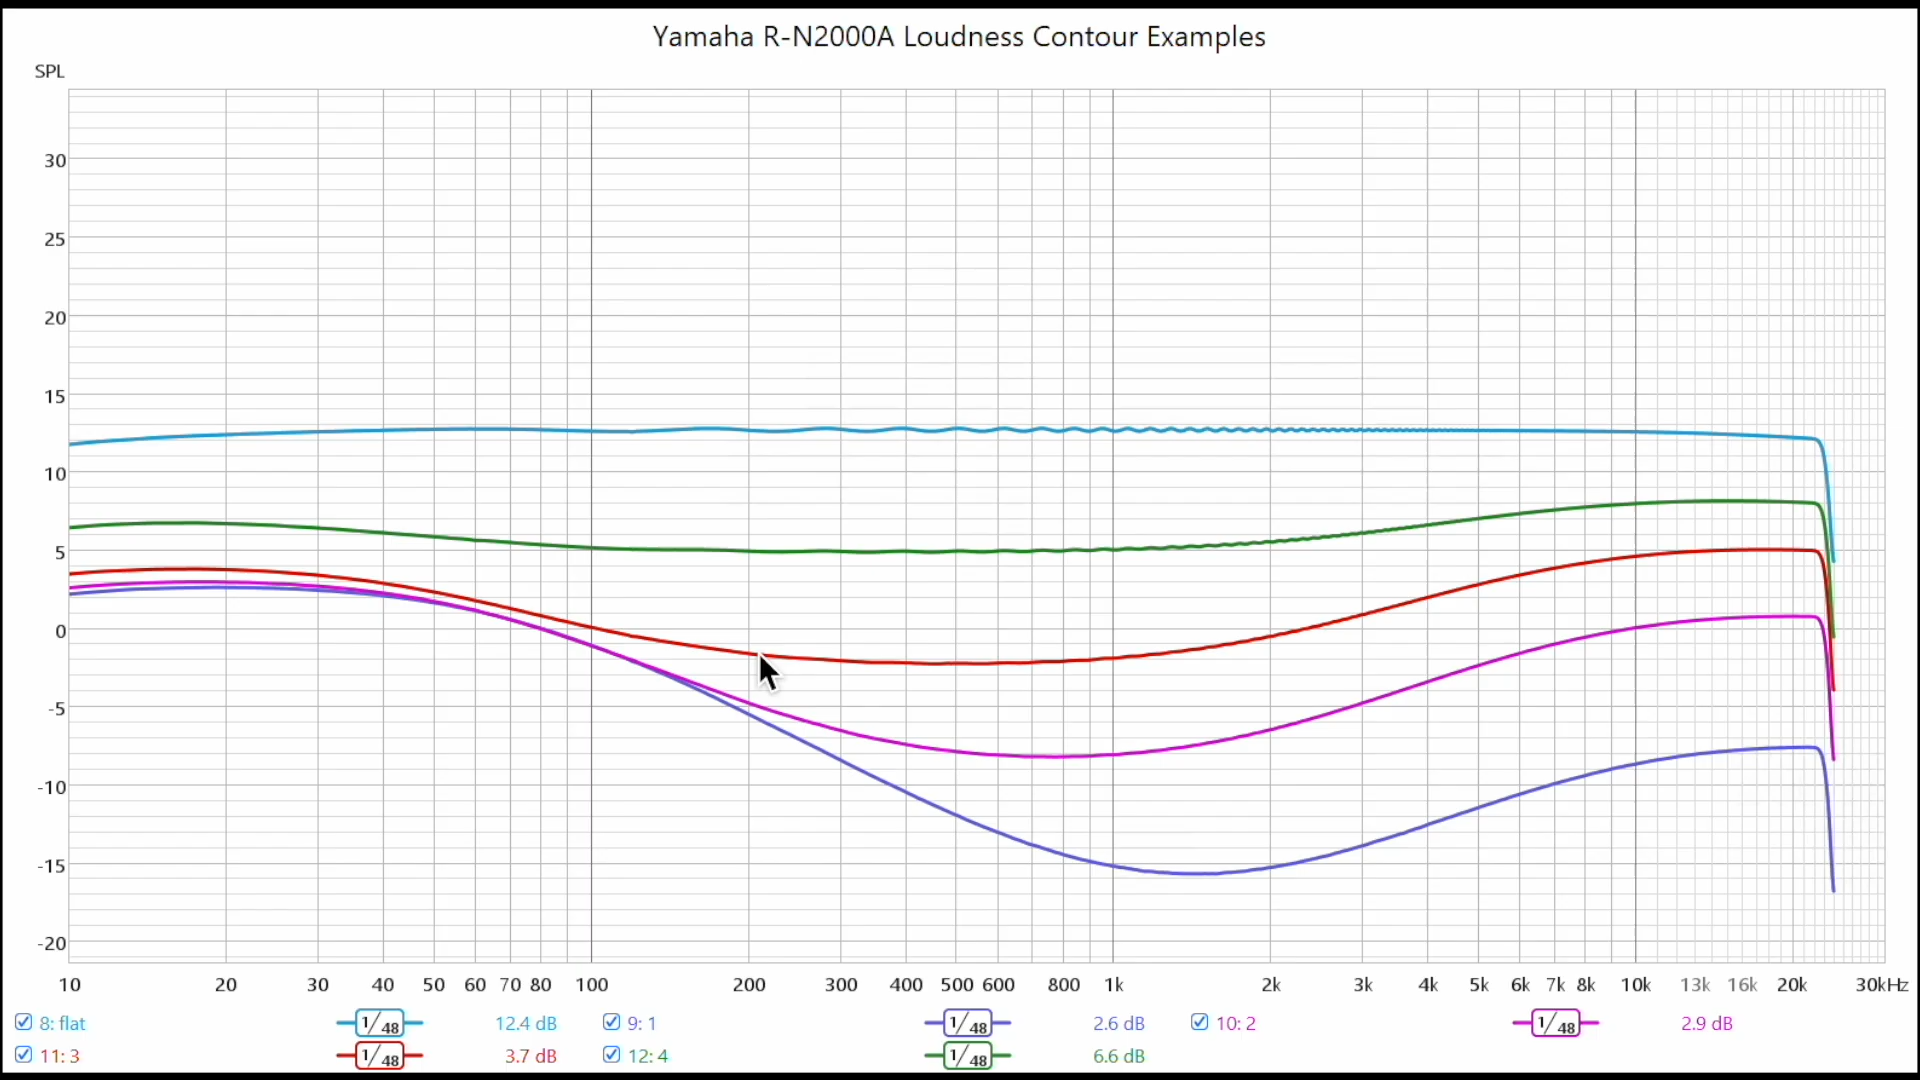 Yamaha R-N2000A Loudness Contour Examples
SPL
30
25
20
15
10
5
0
-5
-10
-15
-20
10 20 30 40 50 60 70 80 100 200 300 400 500 600 800 1k 2k 3k 4k 5k 6k 7k 8k 10k 13k 16k 20k 30kHz
8: flat 1/48 12.4 dB 9: 1 1/48 2.6 dB 10: 2 1/48 2.9 dB
11: 3 1/48 3.7 dB 12: 4 1/48 6.6 dB